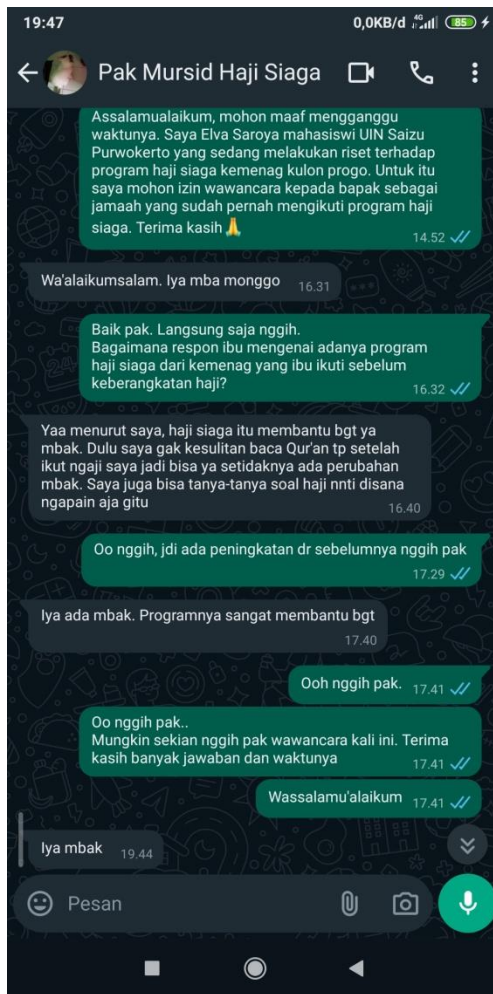 19:47
0,0KB/d 4G 85
Pak Mursid Haji Siaga
Assalamualaikum, mohon maaf mengganggu
waktunya. Saya Elva Saroya mahasiswi UIN Saizu
Purwokerto yang sedang melakukan riset terhadap
program haji siaga kemenag kulon progo. Untuk itu
saya mohon izin wawancara kepada bapak sebagai
jamaah yang sudah pernah mengikuti program haji
siaga. Terima kasih🙏
14.52
Wa'alaikumsalam. Iya mba monggo 16.31
Baik pak. Langsung saja nggih.
Bagaimana respon ibu mengenai adanya program
haji siaga dari kemenag yang ibu ikuti sebelum
keberangkatan haji?
16.32
Yaa menurut saya, haji siaga itu membantu bgt ya
mbak. Dulu saya gak kesulitan baca Qur'an tp setelah
ikut ngaji saya jadi bisa ya setidaknya ada perubahan
mbak. Saya juga bisa tanya-tanya soal haji nnti disana
ngapain aja gitu
16.40
Oo nggih, jdi ada peningkatan dr sebelumnya nggih pak
17.29
Iya ada mbak. Programnya sangat membantu bgt
17.40
Ooh nggih pak. 17.41
Oo nggih pak..
Mungkin sekian nggih pak wawancara kali ini. Terima
kasih banyak jawaban dan waktunya
17.41
Wassalamu'alaikum 17.41
Iya mbak 19.44
Pesan